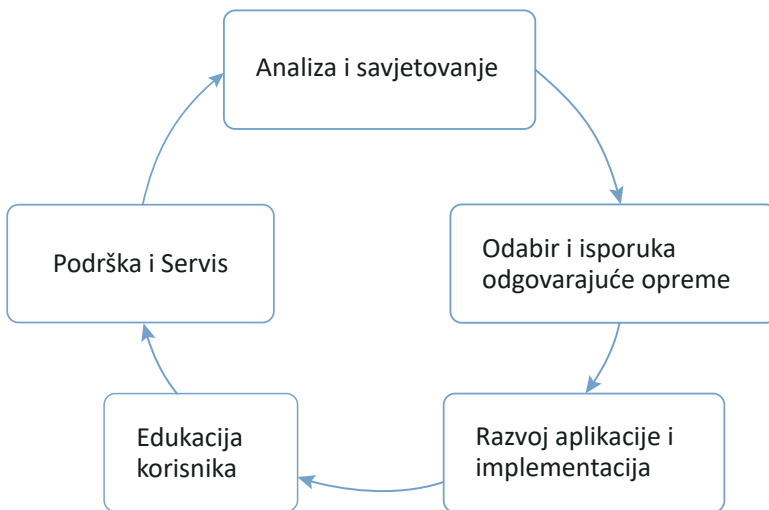 Analiza i savjetovanje
Odabir i isporuka
odgovarajuće opreme
Razvoj aplikacije i
implementacija
Edukacija
korisnika
Podrška i Servis